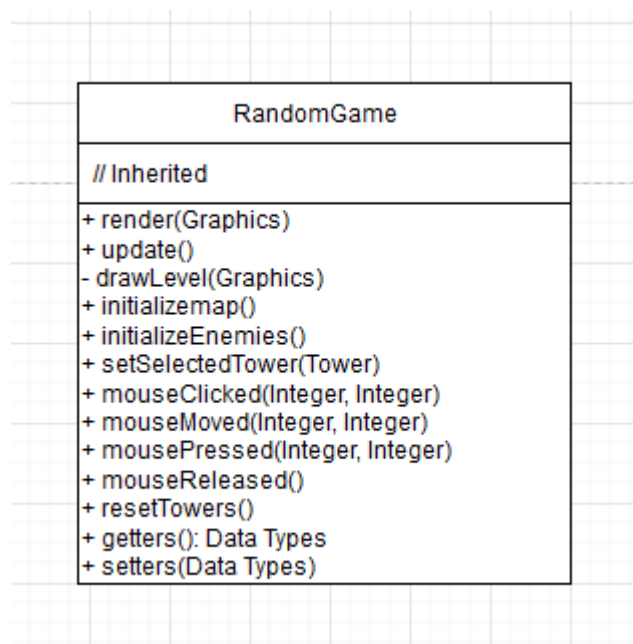 RandomGame
// Inherited
+ render(Graphics)
+ update()
- drawLevel(Graphics)
+ initializemap()
+ initializeEnemies()
+ setSelectedTower(Tower)
+ mouseClicked(Integer, Integer)
+ mouseMoved(Integer, Integer)
+ mousePressed(Integer, Integer)
+ mouseReleased()
+ resetTowers()
+ getters(): Data Types
+ setters(Data Types)